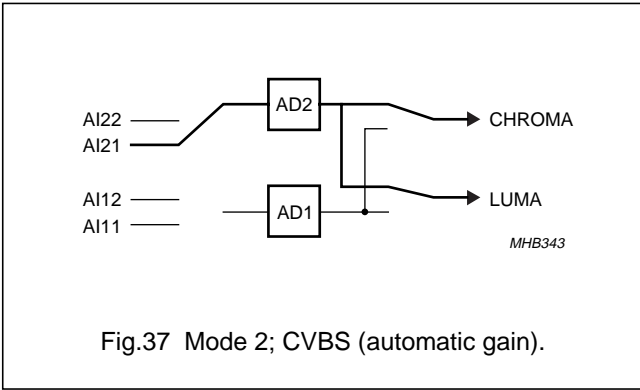 AD2
AI22
CHROMA
AI21
AI12
LUMA
AD1
AI11
MHB343
Fig.37 Mode 2; CVBS (automatic gain).